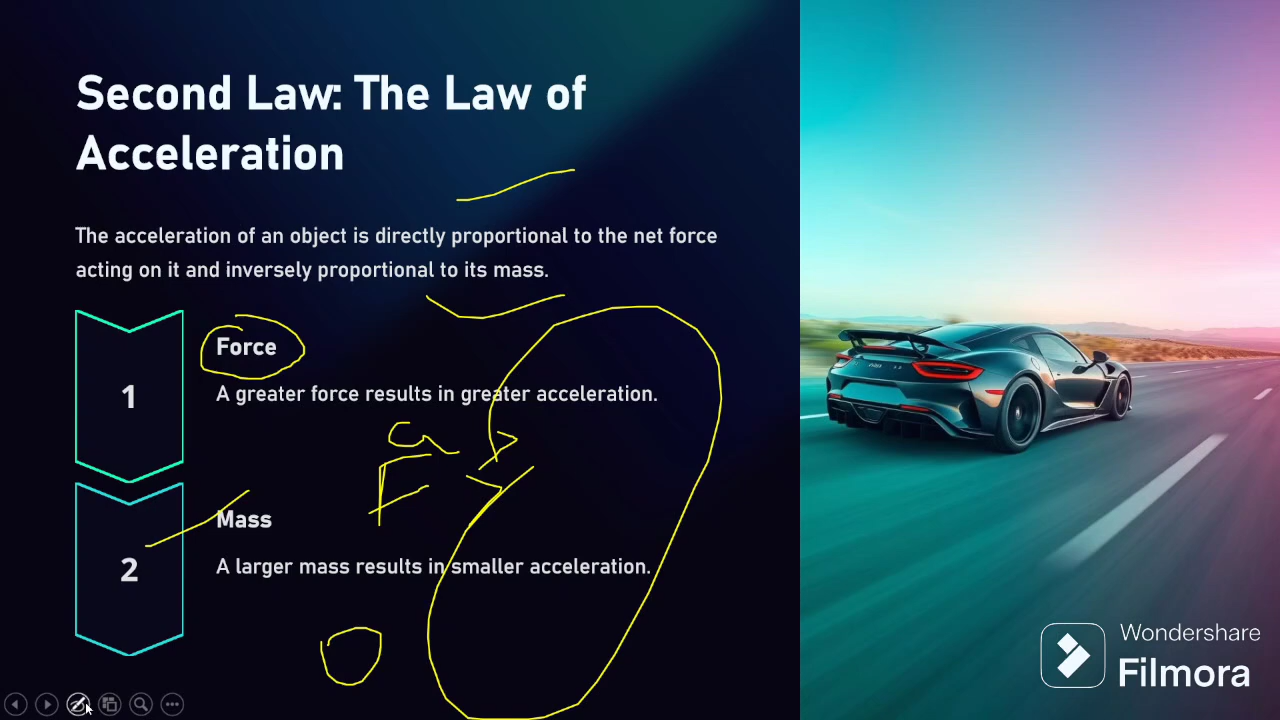 Second Law: The Law of
Acceleration
The acceleration of an object is directly proportional to the net force
acting on it and inversely proportional to its mass.
1
Force
A greater force results in greater acceleration.
a
F
2
Mass
A larger mass results in smaller acceleration.
Wondershare
Filmora